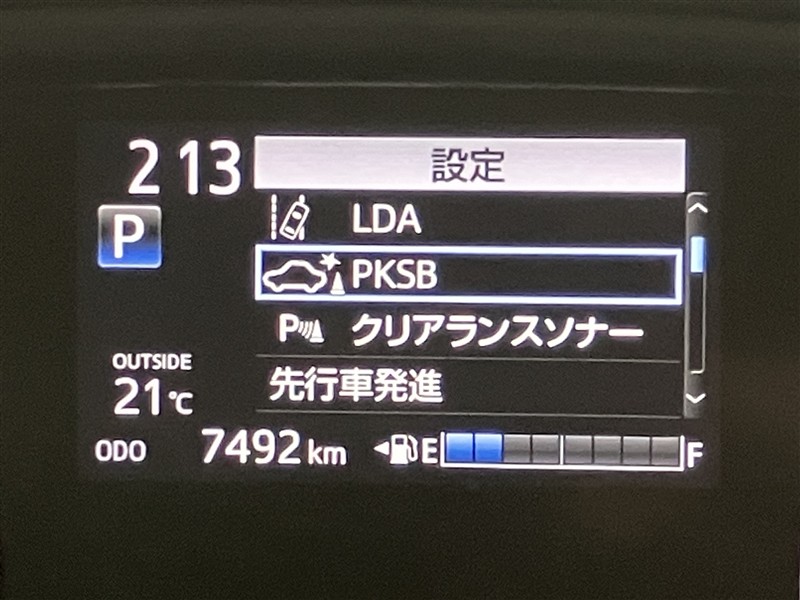 2 13
設定
P
LDA
PKSB
P クリアランスソナー
先行車発進
OUTSIDE
21℃
ODO 7492 km E F